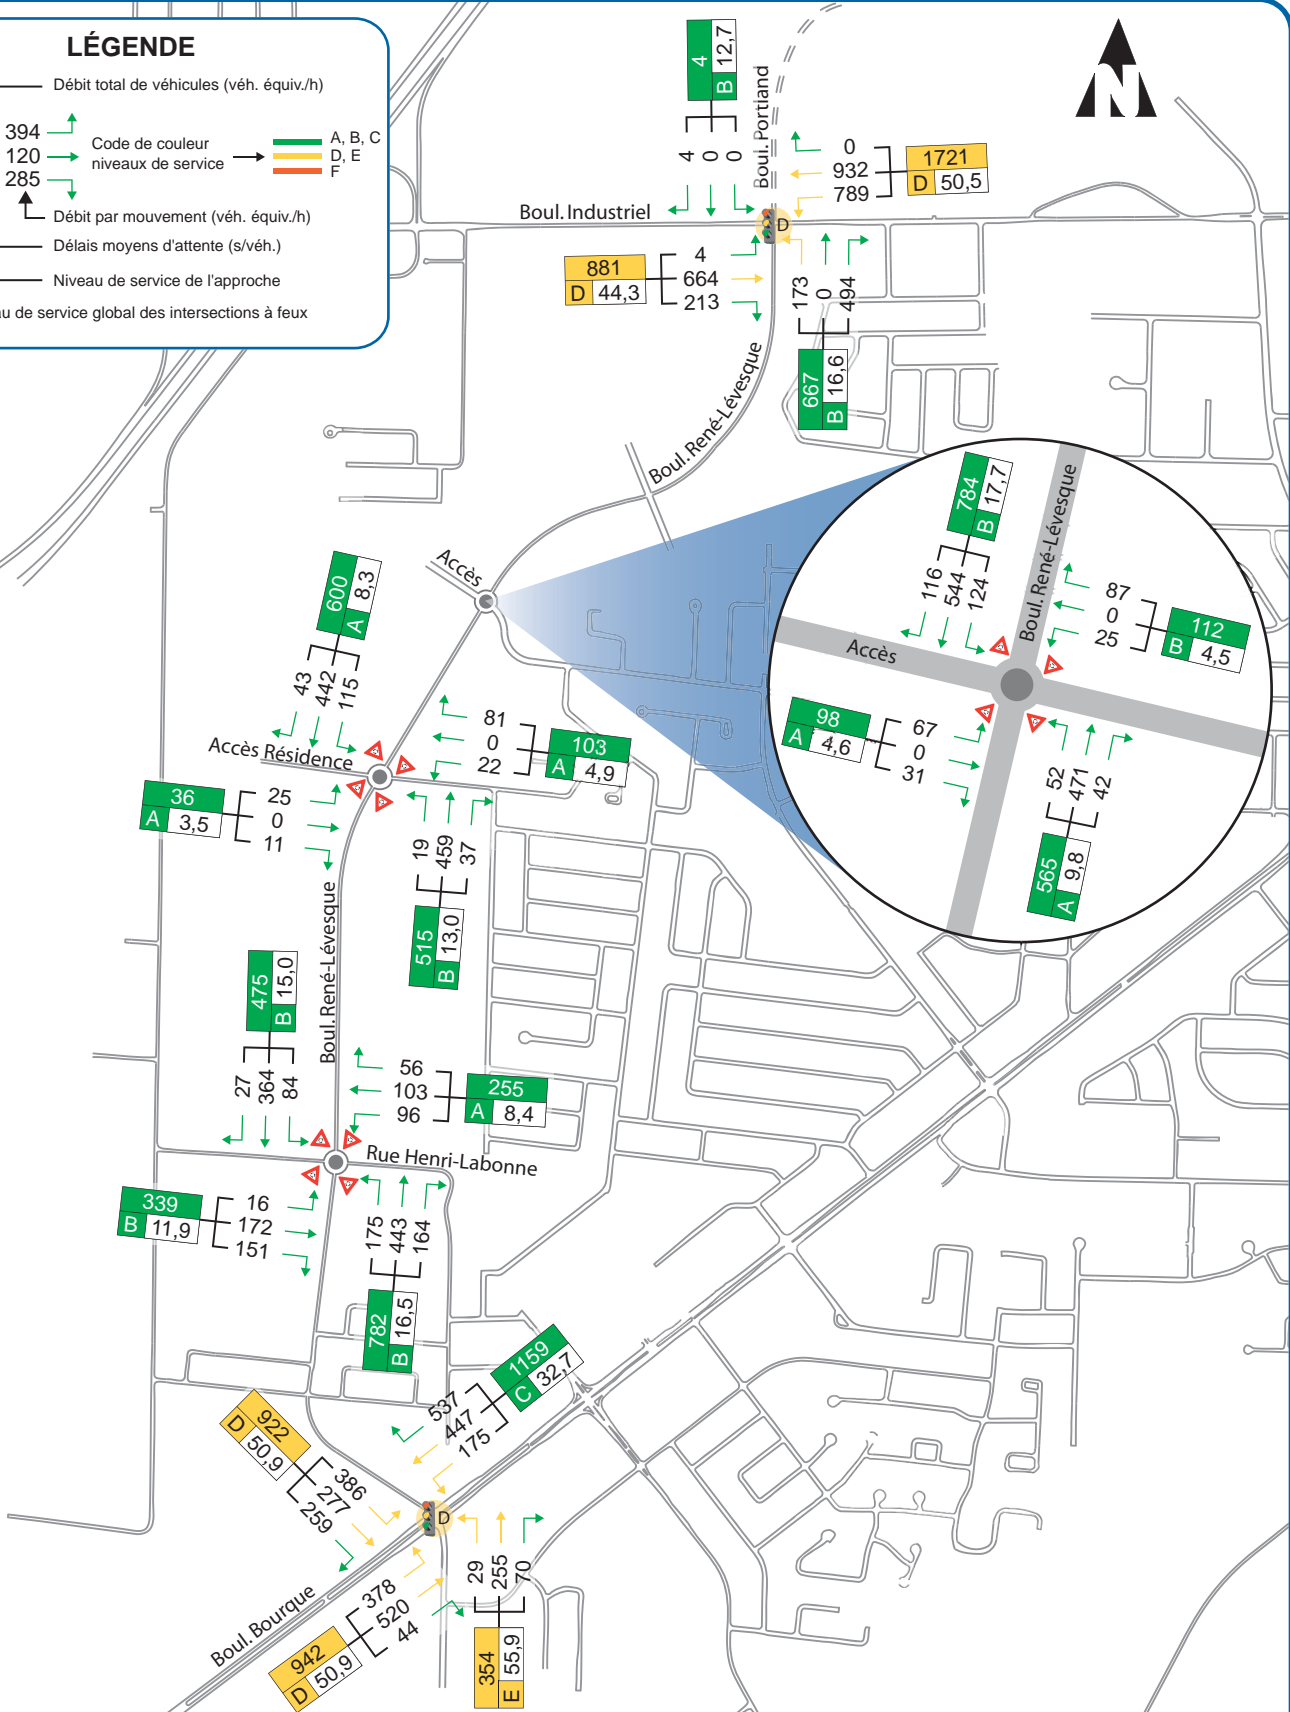 LÉGENDE
Débit total de véhicules (véh. équiv./h)
394
120
285
Code de couleur
niveaux de service
A, B, C
D, E
F
Débit par mouvement (véh. équiv./h)
Délais moyens d'attente (s/véh.)
Niveau de service de l'approche
au de service global des intersections à feux
N
4
B 12,7
4 0 0
Boul. Portland
0
932
789
1721
D 50,5
Boul. Industriel
D
881
D 44,3
4
664
213
173 0 494
667
B 16,6
Boul. René-Lévesque
Accès
784
B 17,7
116 544 124
Boul. René-Lévesque
87
0
25
112
B 4,5
Accès
98
A 4,6
67
0
31
52 471 42
565
A 9,8
600
A 8,3
43 442 115
81
0
22
103
A 4,9
Accès Résidence
36
A 3,5
25
0
11
19 459 37
515
B 13,0
Boul. René-Lévesque
475
B 15,0
27 364 84
56
103
96
255
A 8,4
Rue Henri-Labonne
339
B 11,9
16
172
151
175 443 164
782
B 16,5
1159
C 32,7
537
447
175
922
D 50,9
386
277
259
D
378
520
44
942
D 50,9
29 255 70
354
E 55,9
Boul. Bourque